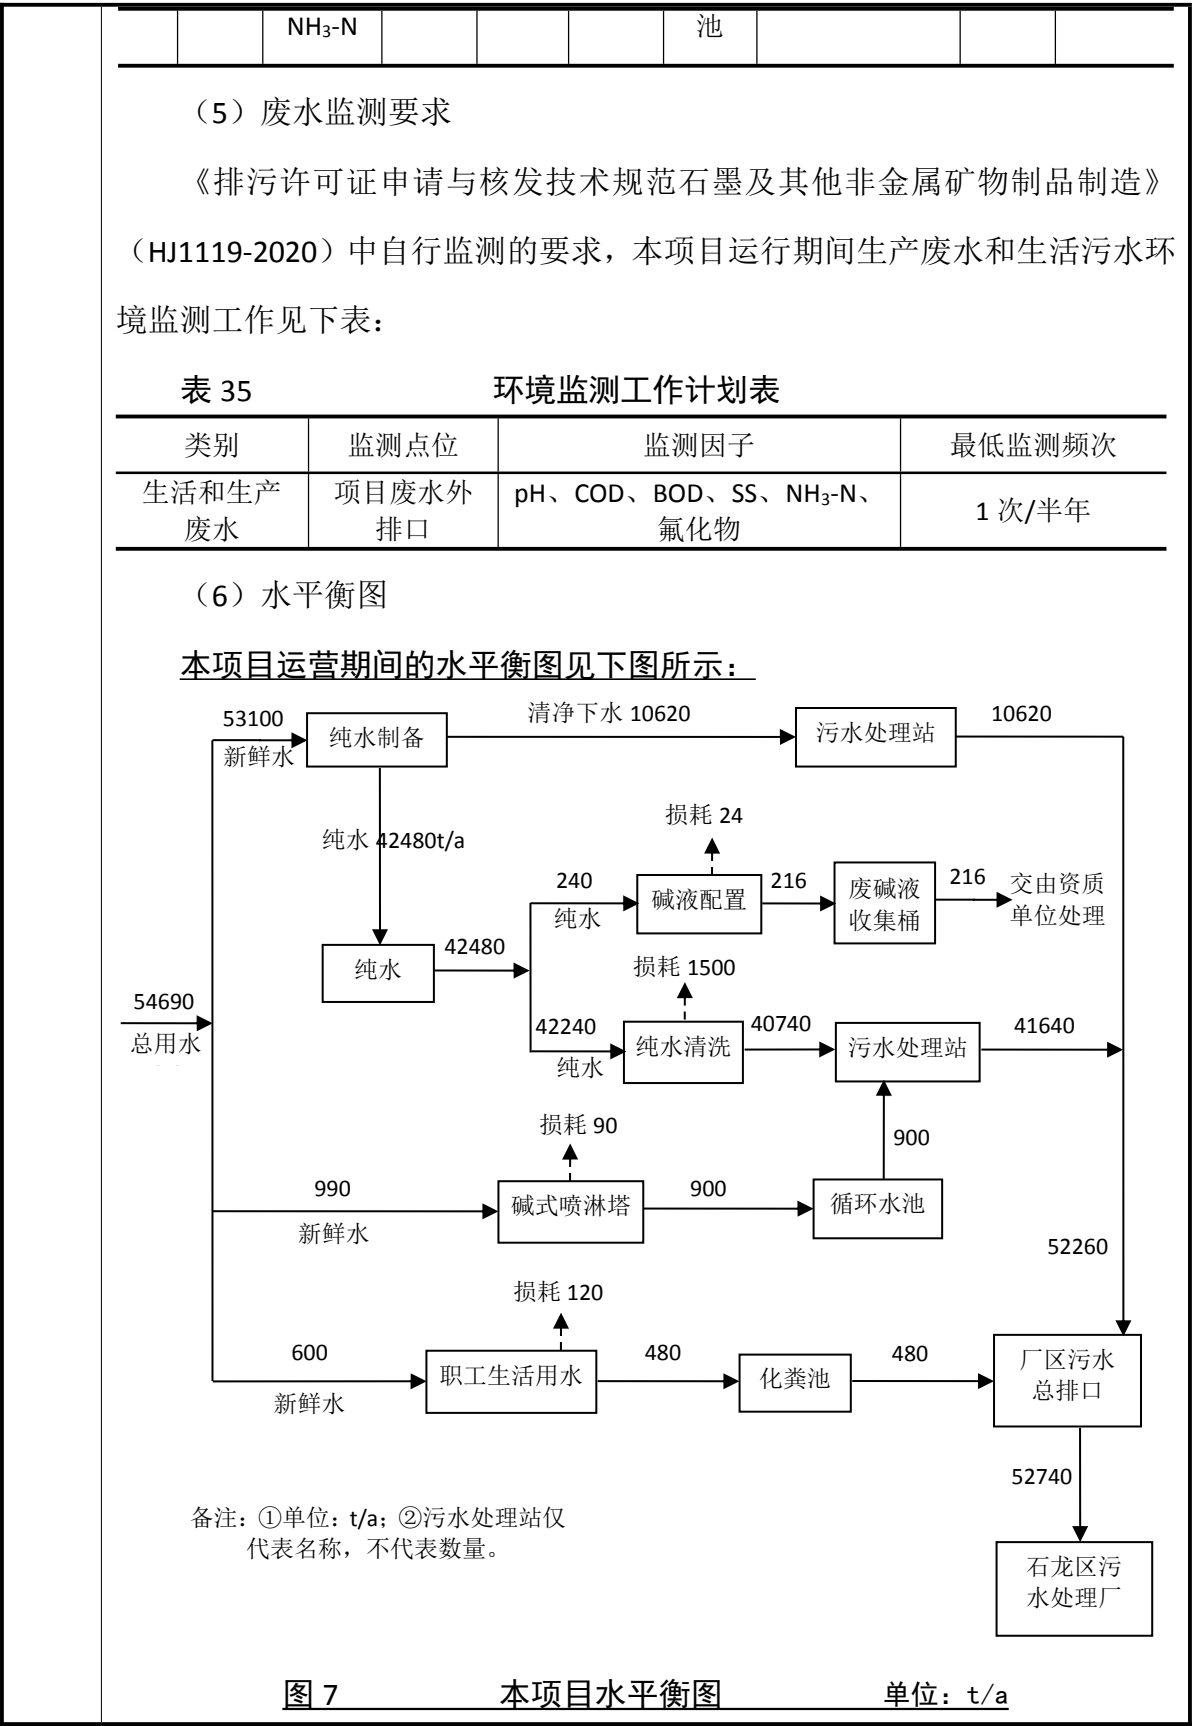 NH₃-N 池
（5）废水监测要求
《排污许可证申请与核发技术规范石墨及其他非金属矿物制品制造》
（HJ1119-2020）中自行监测的要求，本项目运行期间生产废水和生活污水环
境监测工作见下表：
表 35 环境监测工作计划表
类别 监测点位 监测因子 最低监测频次
生活和生产 项目废水外 pH、COD、BOD、SS、NH₃-N、 1 次/半年
废水 排口 氟化物
（6）水平衡图
本项目运营期间的水平衡图见下图所示：
53100
新鲜水
纯水制备
清净下水 10620
污水处理站
10620
纯水 42480t/a
损耗 24
240
纯水
碱液配置
216
废碱液
收集桶
216
交由资质
单位处理
纯水
42480
损耗 1500
54690
总用水
42240
纯水
纯水清洗
40740
污水处理站
41640
损耗 90
900
990
新鲜水
碱式喷淋塔
900
循环水池
52260
损耗 120
600
新鲜水
职工生活用水
480
化粪池
480
厂区污水
总排口
52740
备注：①单位：t/a；②污水处理站仅
代表名称，不代表数量。
石龙区污
水处理厂
图 7 本项目水平衡图 单位：t/a